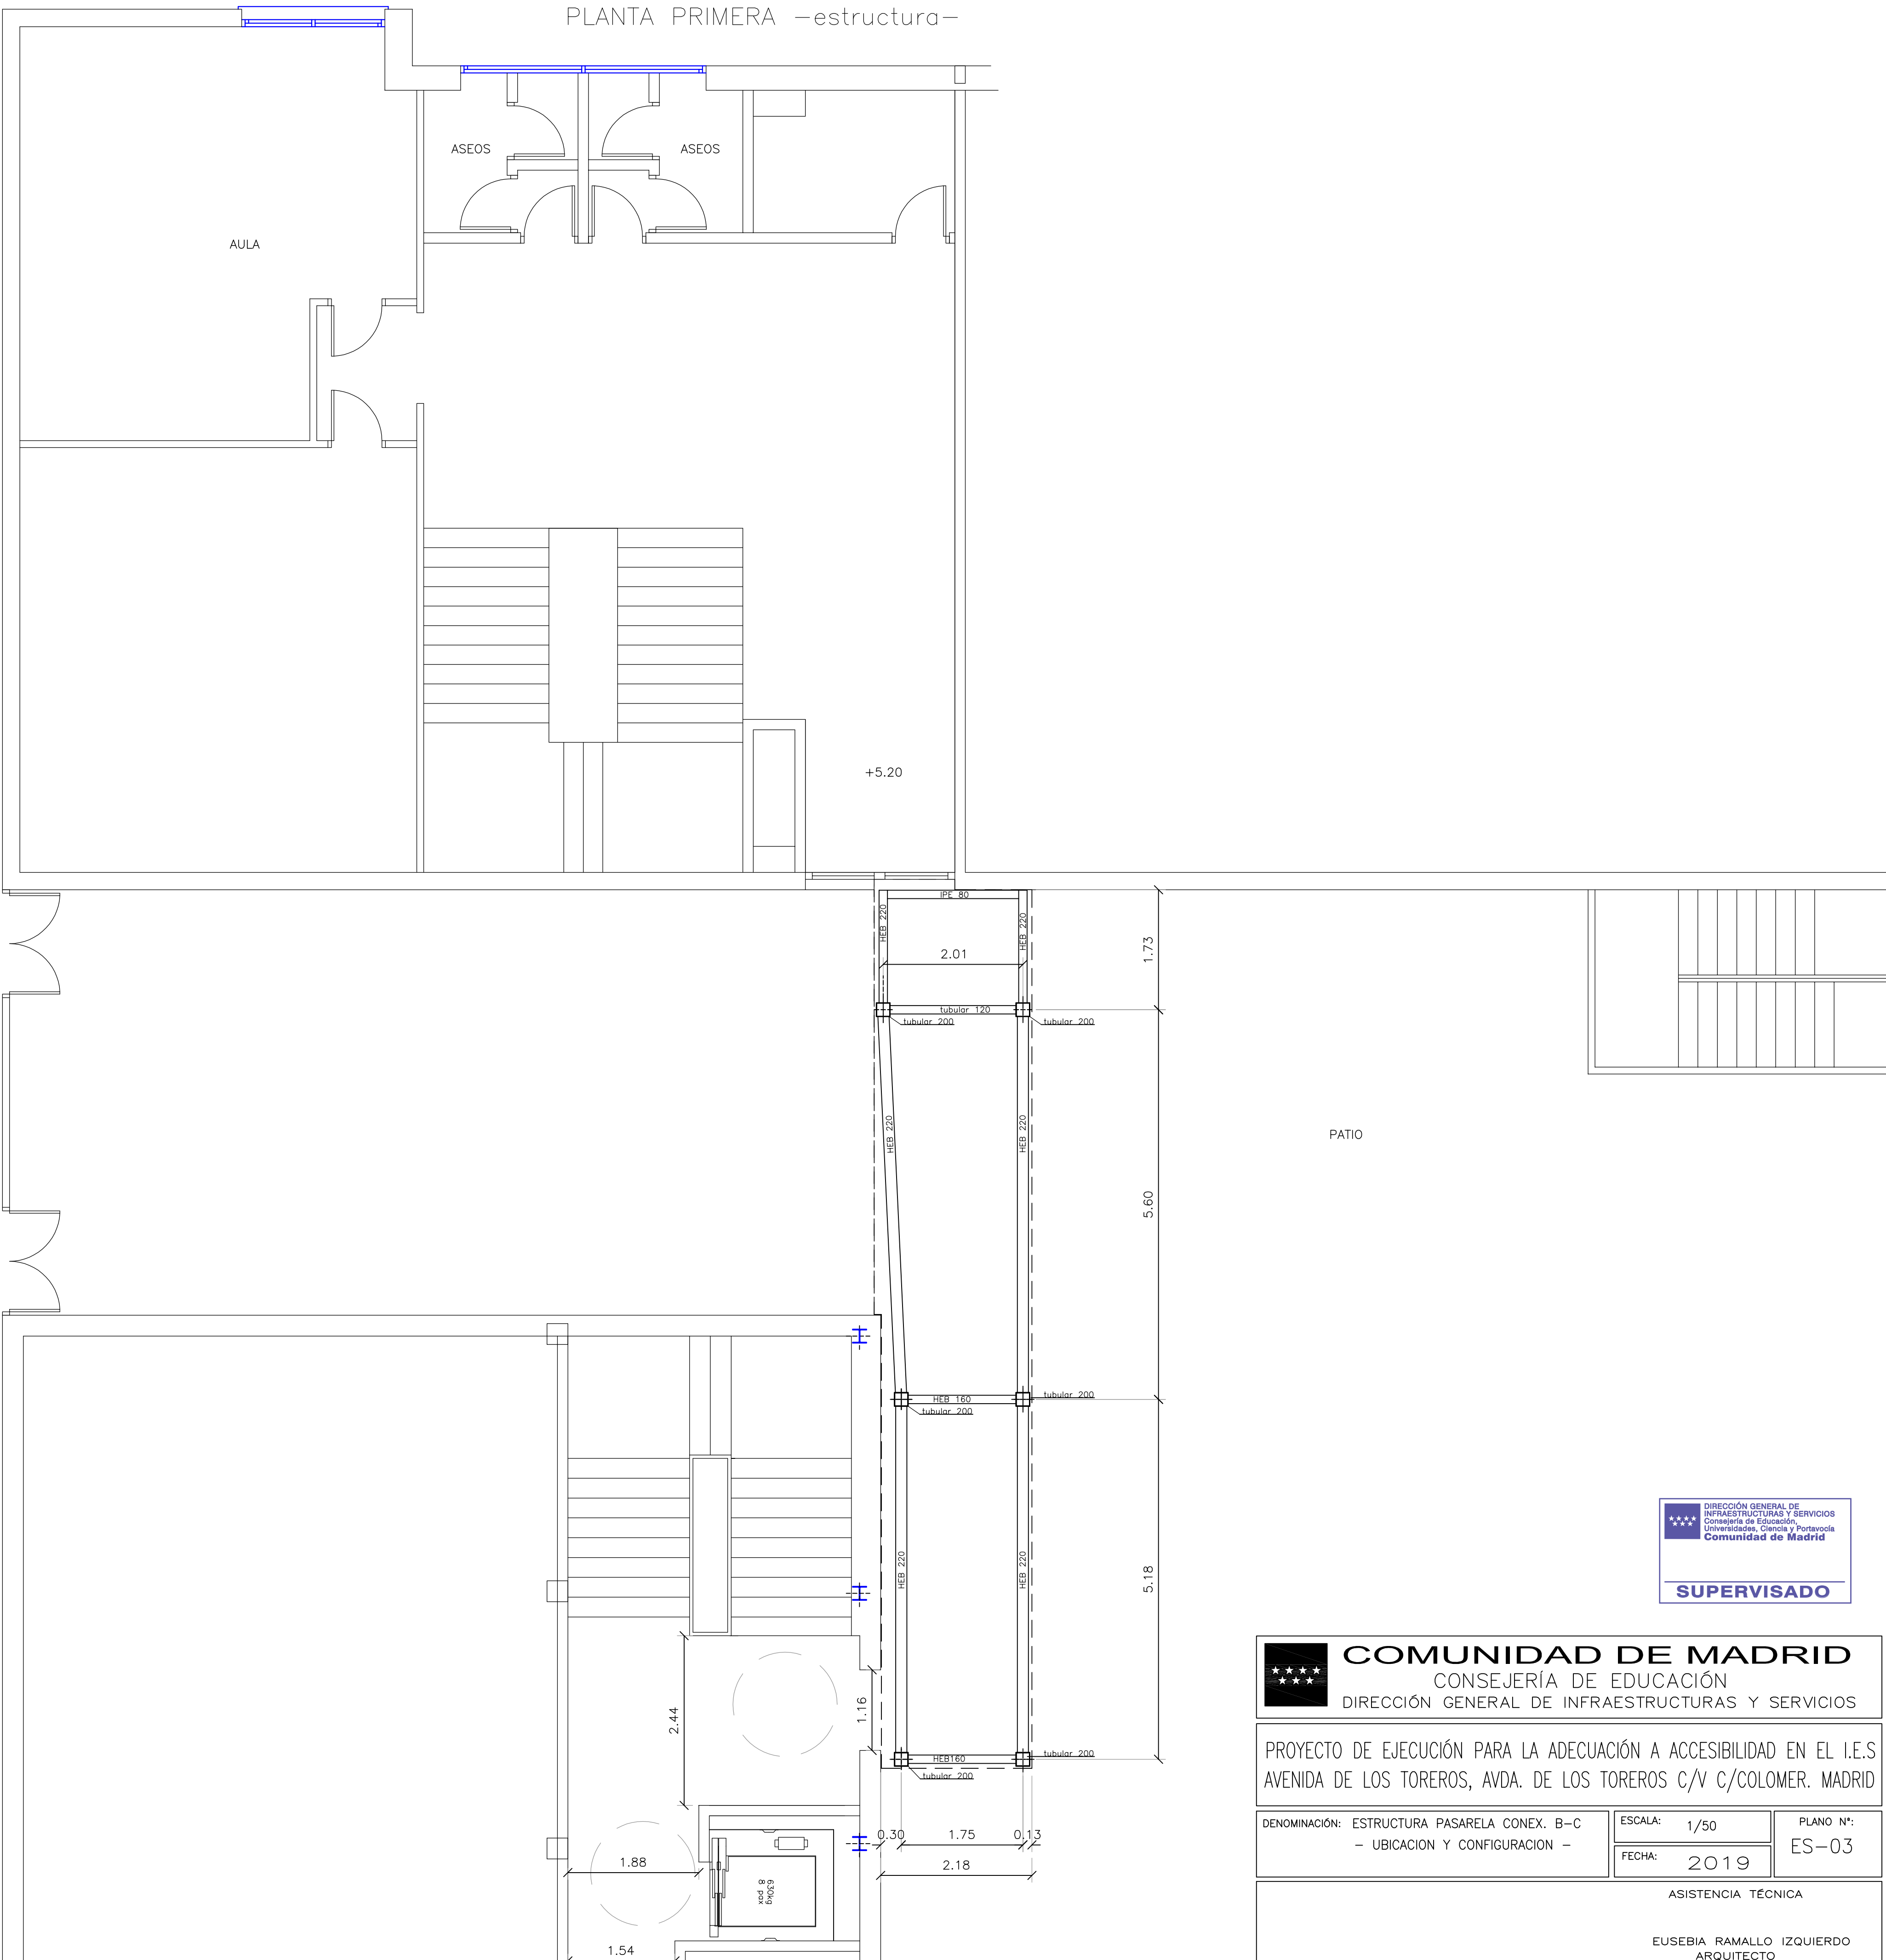 PLANTA PRIMERA -estructura-
ASEOS
ASEOS
AULA
+5.20
IPE 80
HEB 220
HEB 220
2.01
1.73
tubular 120
tubular 200
tubular 200
HEB 220
HEB 220
PATIO
5.60
HEB 160
tubular 200
tubular 200
HEB 220
HEB 220
5.18
2.44
1.16
HEB160
tubular 200
tubular 200
0.30
1.75
0.13
2.18
1.88
630kg
8 pax
1.54
DIRECCIÓN GENERAL DE
INFRAESTRUCTURAS Y SERVICIOS
Consejería de Educación,
Universidades, Ciencia y Portavocía
Comunidad de Madrid
SUPERVISADO
COMUNIDAD DE MADRID
CONSEJERÍA DE EDUCACIÓN
DIRECCIÓN GENERAL DE INFRAESTRUCTURAS Y SERVICIOS
PROYECTO DE EJECUCIÓN PARA LA ADECUACIÓN A ACCESIBILIDAD EN EL I.E.S
AVENIDA DE LOS TOREROS, AVDA. DE LOS TOREROS C/V C/COLOMER. MADRID
DENOMINACIÓN: ESTRUCTURA PASARELA CONEX. B-C
- UBICACION Y CONFIGURACION -
ESCALA: 1/50
FECHA: 2019
PLANO Nº:
ES-03
ASISTENCIA TÉCNICA
EUSEBIA RAMALLO IZQUIERDO
ARQUITECTO